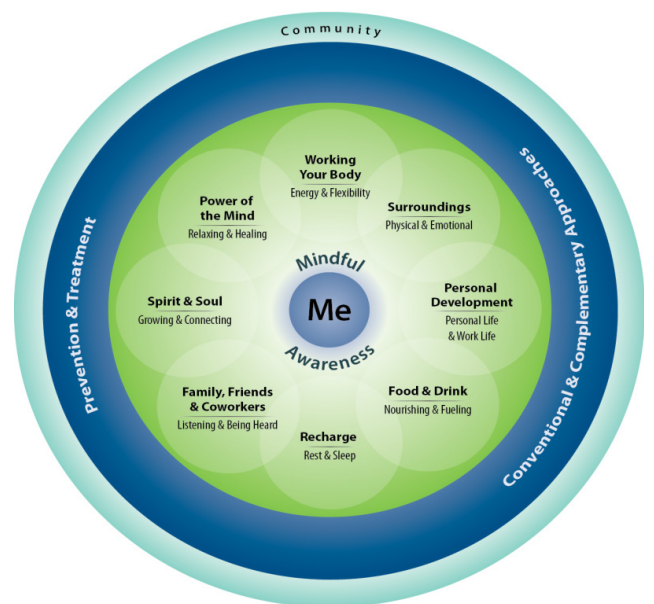 Community
Prevention & Treatment
Conventional & Complementary Approaches
Working
Your Body
Energy & Flexibility
Surroundings
Physical & Emotional
Personal
Development
Personal Life
& Work Life
Food & Drink
Nourishing & Fueling
Recharge
Rest & Sleep
Family, Friends
& Coworkers
Listening & Being Heard
Spirit & Soul
Growing & Connecting
Power of
the Mind
Relaxing & Healing
Mindful
Me
Awareness